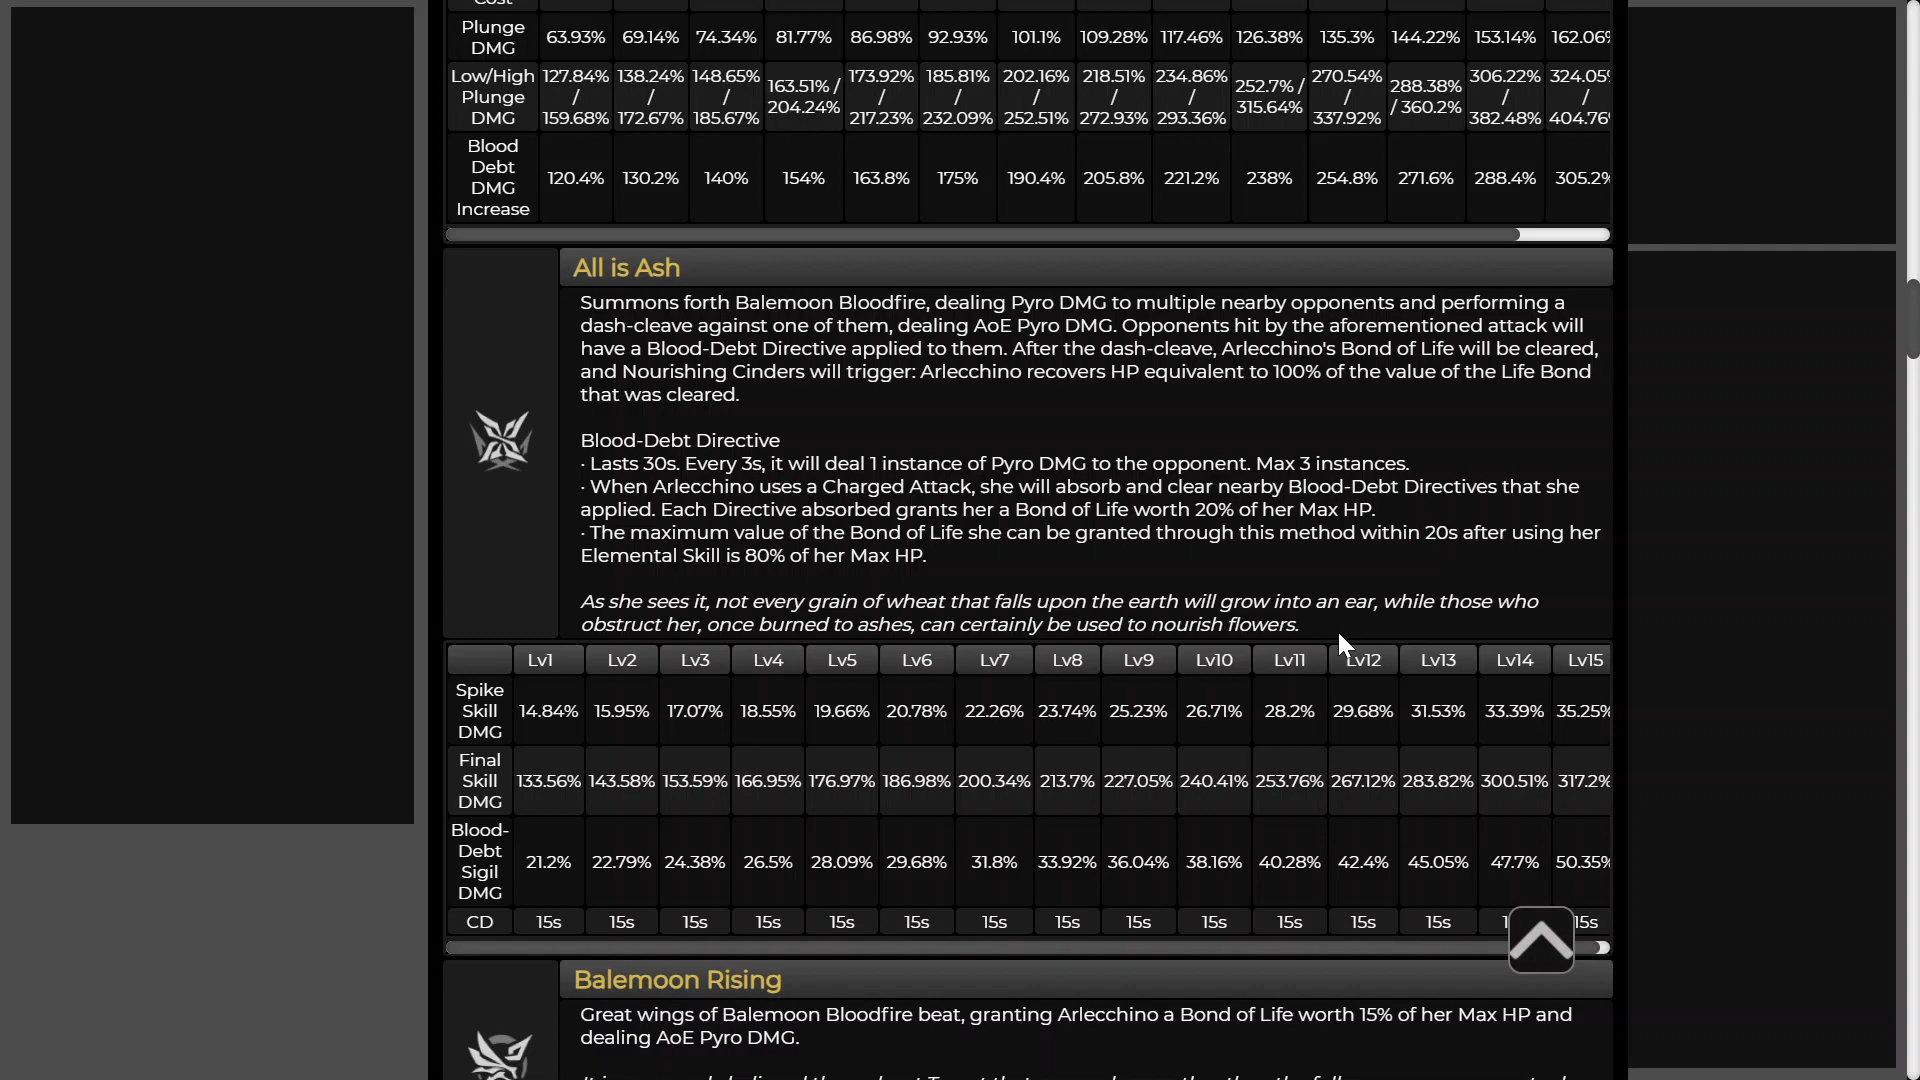 Cost
Plunge DMG 63.93% 69.14% 74.34% 81.77% 86.98% 92.93% 101.1% 109.28% 117.46% 126.38% 135.3% 144.22% 153.14% 162.06%
Low/High Plunge DMG 127.84% / 159.68% 138.24% / 172.67% 148.65% / 185.67% 163.51% / 204.24% 173.92% / 217.23% 185.81% / 232.09% 202.16% / 252.51% 218.51% / 272.93% 234.86% / 293.36% 252.7% / 315.64% 270.54% / 337.92% 288.38% / 360.2% 306.22% / 382.48% 324.05% / 404.76%
Blood Debt DMG Increase 120.4% 130.2% 140% 154% 163.8% 175% 190.4% 205.8% 221.2% 238% 254.8% 271.6% 288.4% 305.2%
All is Ash
Summons forth Balemoon Bloodfire, dealing Pyro DMG to multiple nearby opponents and performing a
dash-cleave against one of them, dealing AoE Pyro DMG. Opponents hit by the aforementioned attack will
have a Blood-Debt Directive applied to them. After the dash-cleave, Arlecchino's Bond of Life will be cleared,
and Nourishing Cinders will trigger: Arlecchino recovers HP equivalent to 100% of the value of the Life Bond
that was cleared.
Blood-Debt Directive
· Lasts 30s. Every 3s, it will deal 1 instance of Pyro DMG to the opponent. Max 3 instances.
· When Arlecchino uses a Charged Attack, she will absorb and clear nearby Blood-Debt Directives that she
applied. Each Directive absorbed grants her a Bond of Life worth 20% of her Max HP.
· The maximum value of the Bond of Life she can be granted through this method within 20s after using her
Elemental Skill is 80% of her Max HP.
As she sees it, not every grain of wheat that falls upon the earth will grow into an ear, while those who
obstruct her, once burned to ashes, can certainly be used to nourish flowers.
Lv1 Lv2 Lv3 Lv4 Lv5 Lv6 Lv7 Lv8 Lv9 Lv10 Lv11 Lv12 Lv13 Lv14 Lv15
Spike Skill DMG 14.84% 15.95% 17.07% 18.55% 19.66% 20.78% 22.26% 23.74% 25.23% 26.71% 28.2% 29.68% 31.53% 33.39% 35.25%
Final Skill DMG 133.56% 143.58% 153.59% 166.95% 176.97% 186.98% 200.34% 213.7% 227.05% 240.41% 253.76% 267.12% 283.82% 300.51% 317.2%
Blood-Debt Sigil DMG 21.2% 22.79% 24.38% 26.5% 28.09% 29.68% 31.8% 33.92% 36.04% 38.16% 40.28% 42.4% 45.05% 47.7% 50.35%
CD 15s 15s 15s 15s 15s 15s 15s 15s 15s 15s 15s 15s 15s 15s
Balemoon Rising
Great wings of Balemoon Bloodfire beat, granting Arlecchino a Bond of Life worth 15% of her Max HP and
dealing AoE Pyro DMG.